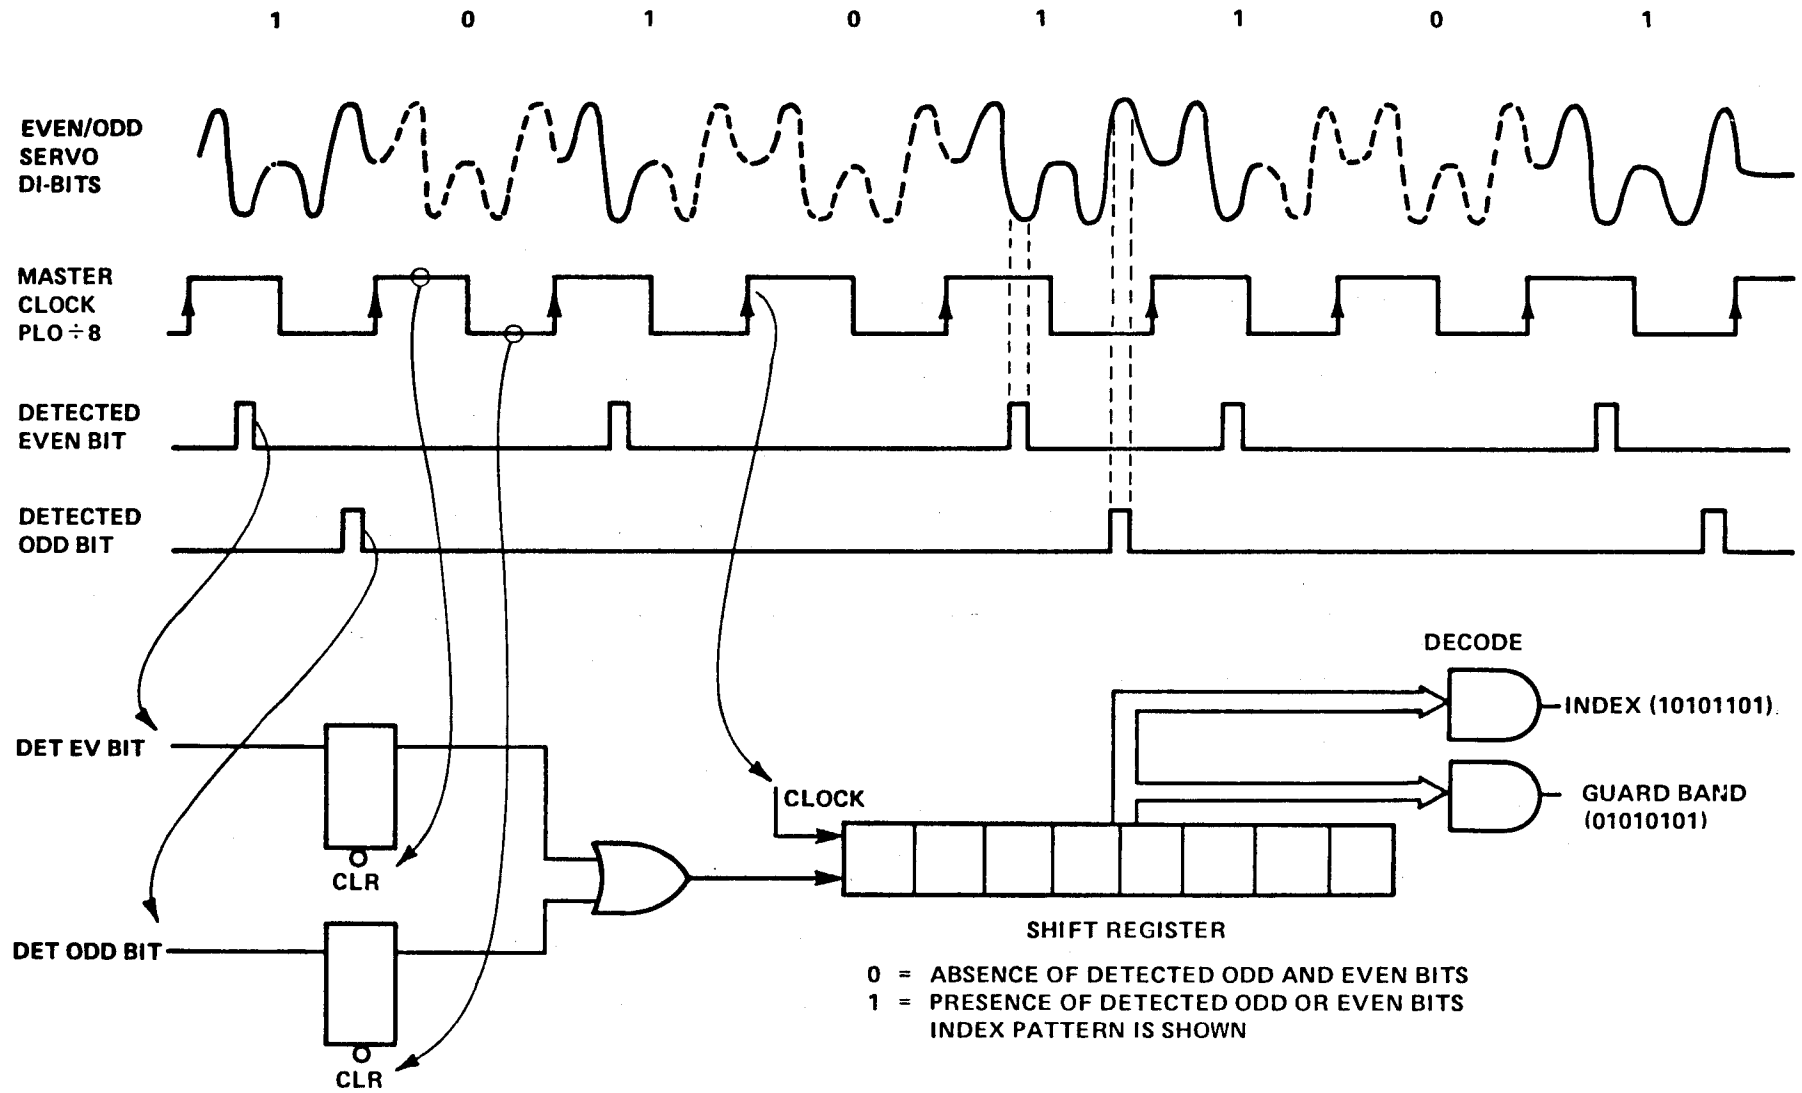 1 0 1 0 1 1 0 1
EVEN/ODD
SERVO
DI-BITS
MASTER
CLOCK
PLO ÷ 8
DETECTED
EVEN BIT
DETECTED
ODD BIT
DECODE
INDEX (10101101)
DET EV BIT
CLOCK
GUARD BAND
(01010101)
CLR
SHIFT REGISTER
DET ODD BIT
0 = ABSENCE OF DETECTED ODD AND EVEN BITS
1 = PRESENCE OF DETECTED ODD OR EVEN BITS
INDEX PATTERN IS SHOWN
CLR